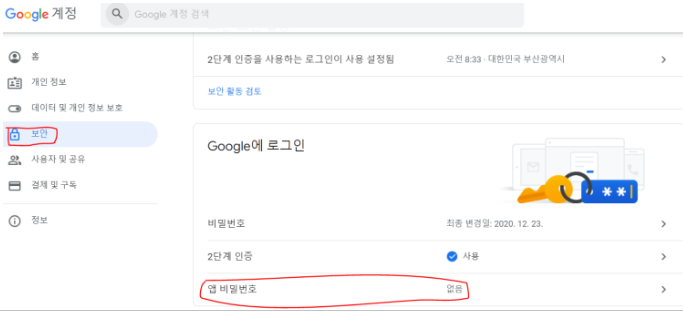 Google 계정
Google 계정 검색
홈
개인 정보
데이터 및 개인 정보 보호
보안
사용자 및 공유
결제 및 구독
정보
2단계 인증을 사용하는 로그인이 사용 설정됨 오전 8:33 · 대한민국 부산광역시
보안 활동 검토
Google에 로그인
**
비밀번호 최종 변경일: 2020. 12. 23.
2단계 인증 사용
앱 비밀번호 없음